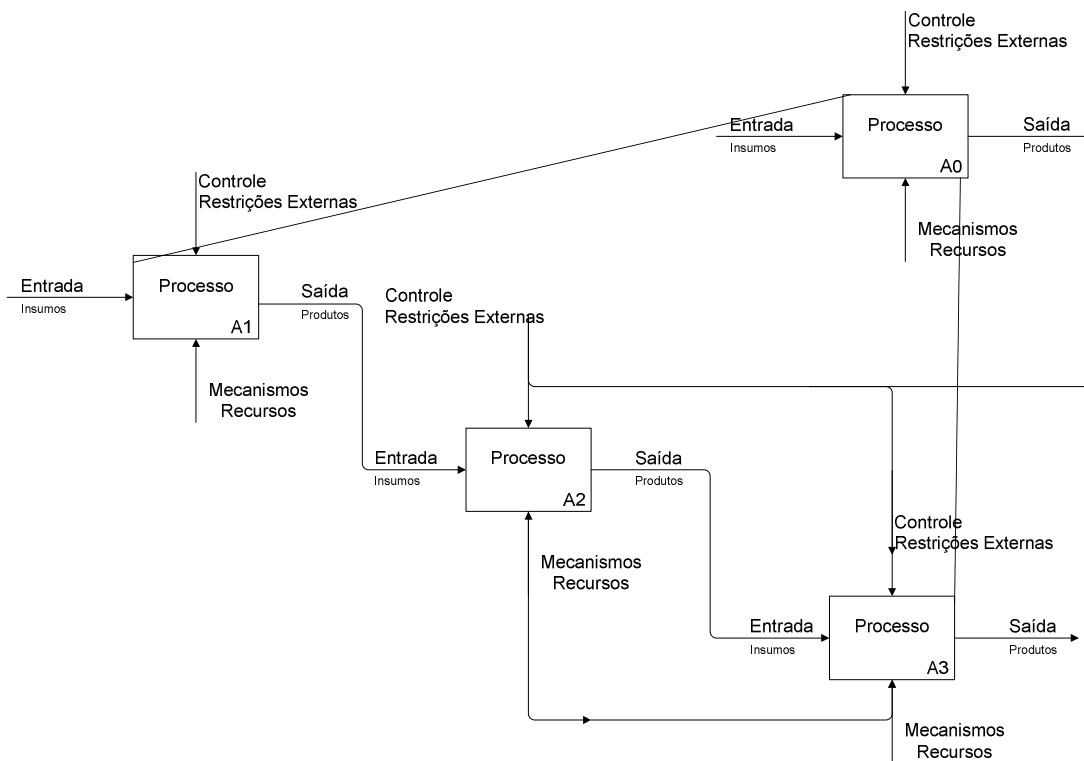 Controle
Restrições Externas
Entrada
Insumos
Processo
A0
Saída
Produtos
Mecanismos
Recursos
Controle
Restrições Externas
Entrada
Insumos
Processo
A1
Saída
Produtos
Mecanismos
Recursos
Controle
Restrições Externas
Entrada
Insumos
Processo
A2
Saída
Produtos
Mecanismos
Recursos
Controle
Restrições Externas
Entrada
Insumos
Processo
A3
Saída
Produtos
Mecanismos
Recursos